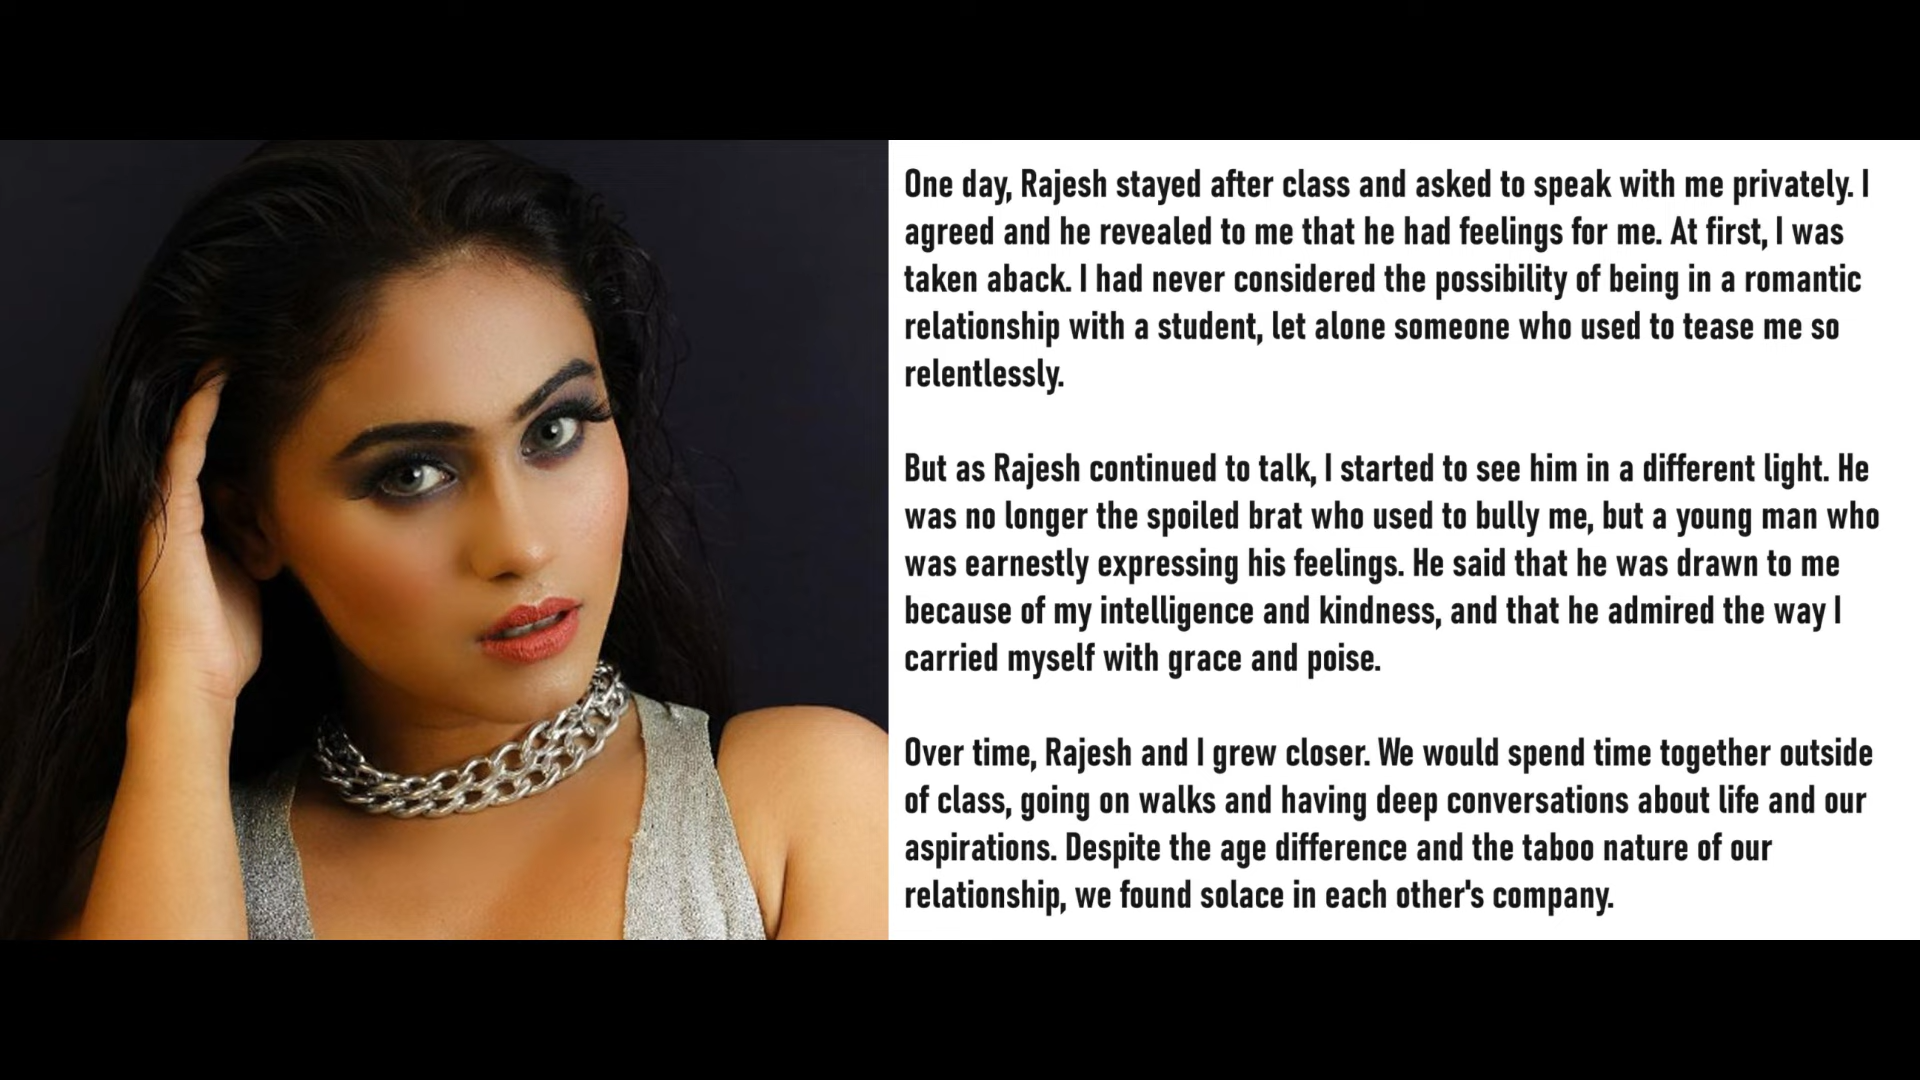 One day, Rajesh stayed after class and asked to speak with me privately. I
agreed and he revealed to me that he had feelings for me. At first, I was
taken aback. I had never considered the possibility of being in a romantic
relationship with a student, let alone someone who used to tease me so
relentlessly.
But as Rajesh continued to talk, I started to see him in a different light. He
was no longer the spoiled brat who used to bully me, but a young man who
was earnestly expressing his feelings. He said that he was drawn to me
because of my intelligence and kindness, and that he admired the way I
carried myself with grace and poise.
Over time, Rajesh and I grew closer. We would spend time together outside
of class, going on walks and having deep conversations about life and our
aspirations. Despite the age difference and the taboo nature of our
relationship, we found solace in each other's company.